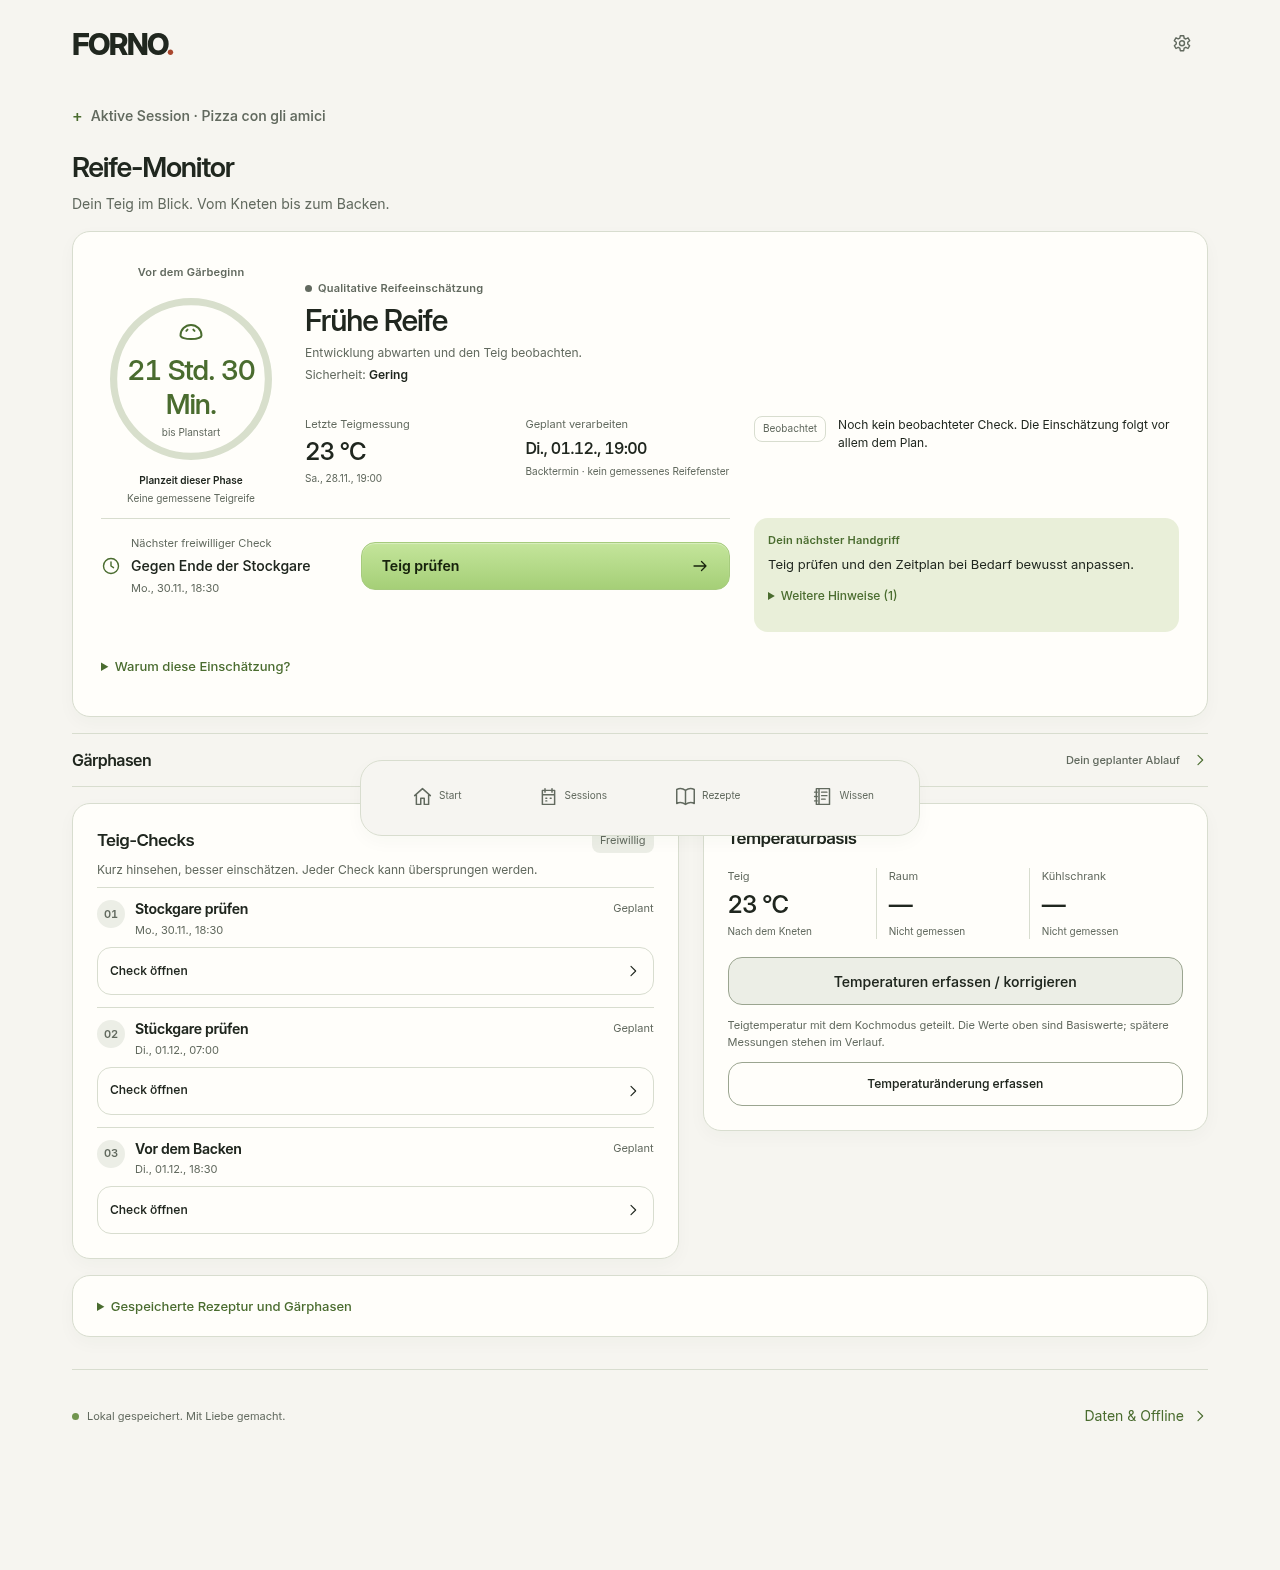 FORNO.
+ Aktive Session · Pizza con gli amici
Reife-Monitor
Dein Teig im Blick. Vom Kneten bis zum Backen.
Vor dem Gärbeginn
21 Std. 30
Min.
bis Planstart
Planzeit dieser Phase
Keine gemessene Teigreife
Qualitative Reifeeinschätzung
Frühe Reife
Entwicklung abwarten und den Teig beobachten.
Sicherheit: Gering
Letzte Teigmessung
23 °C
Sa., 28.11., 19:00
Geplant verarbeiten
Di., 01.12., 19:00
Backtermin · kein gemessenes Reifefenster
Beobachtet
Noch kein beobachteter Check. Die Einschätzung folgt vor
allem dem Plan.
Nächster freiwilliger Check
Gegen Ende der Stockgare
Mo., 30.11., 18:30
Teig prüfen
Dein nächster Handgriff
Teig prüfen und den Zeitplan bei Bedarf bewusst anpassen.
Weitere Hinweise (1)
Warum diese Einschätzung?
Gärphasen
Dein geplanter Ablauf
Start
Sessions
Rezepte
Wissen
Teig-Checks
Freiwillig
Kurz hinsehen, besser einschätzen. Jeder Check kann übersprungen werden.
01
Stockgare prüfen
Geplant
Mo., 30.11., 18:30
Check öffnen
02
Stückgare prüfen
Geplant
Di., 01.12., 07:00
Check öffnen
03
Vor dem Backen
Geplant
Di., 01.12., 18:30
Check öffnen
Temperaturbasis
Teig
23 °C
Nach dem Kneten
Raum
—
Nicht gemessen
Kühlschrank
—
Nicht gemessen
Temperaturen erfassen / korrigieren
Teigtemperatur mit dem Kochmodus geteilt. Die Werte oben sind Basiswerte; spätere
Messungen stehen im Verlauf.
Temperaturänderung erfassen
Gespeicherte Rezeptur und Gärphasen
Lokal gespeichert. Mit Liebe gemacht.
Daten & Offline